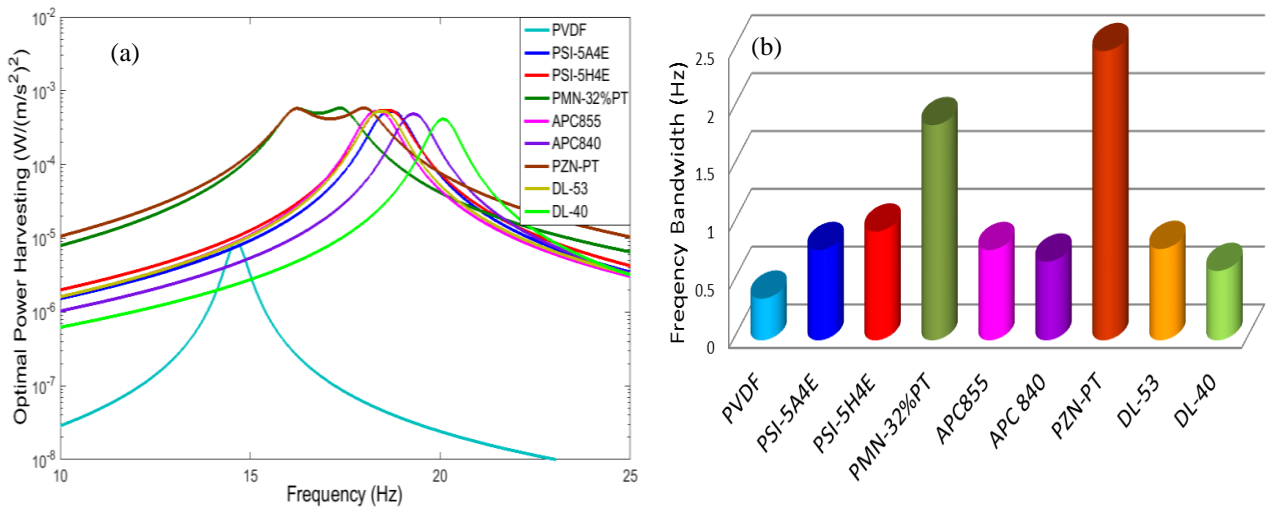 (a)
Optimal Power Harvesting (W/(m/s²)²)
10⁻²
10⁻³
10⁻⁴
10⁻⁵
10⁻⁶
10⁻⁷
10⁻⁸
10
15
20
25
Frequency (Hz)
PVDF
PSI-5A4E
PSI-5H4E
PMN-32%PT
APC855
APC840
PZN-PT
DL-53
DL-40
(b)
Freqency Bandwidth (Hz)
2.5
2
1.5
1
0.5
0
PVDF
PSI-5A4E
PSI-5H4E
PMN-32%PT
APC855
APC 840
PZN-PT
DL-53
DL-40